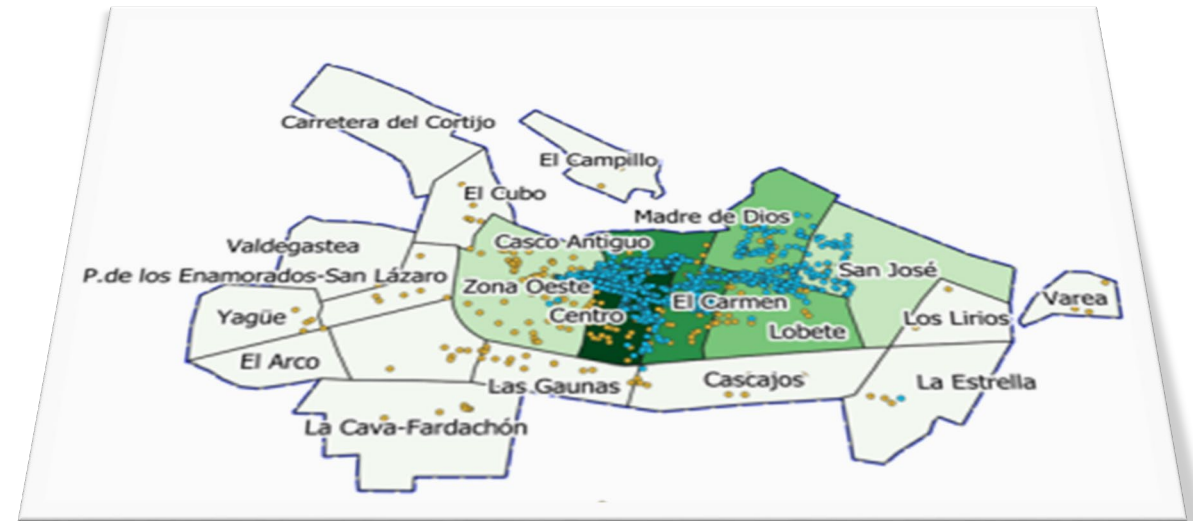 Carretera del Cortijo
El Campillo
El Cubo
Madre de Dios
Casco Antiguo
Valdegastea
San José
P.de los Enamorados-San Lázaro
Zona Oeste
El Carmen
Varea
Yagüe
Centro
Los Lirios
Lobete
El Arco
Las Gaunas
Cascajos
La Estrella
La Cava-Fardachón